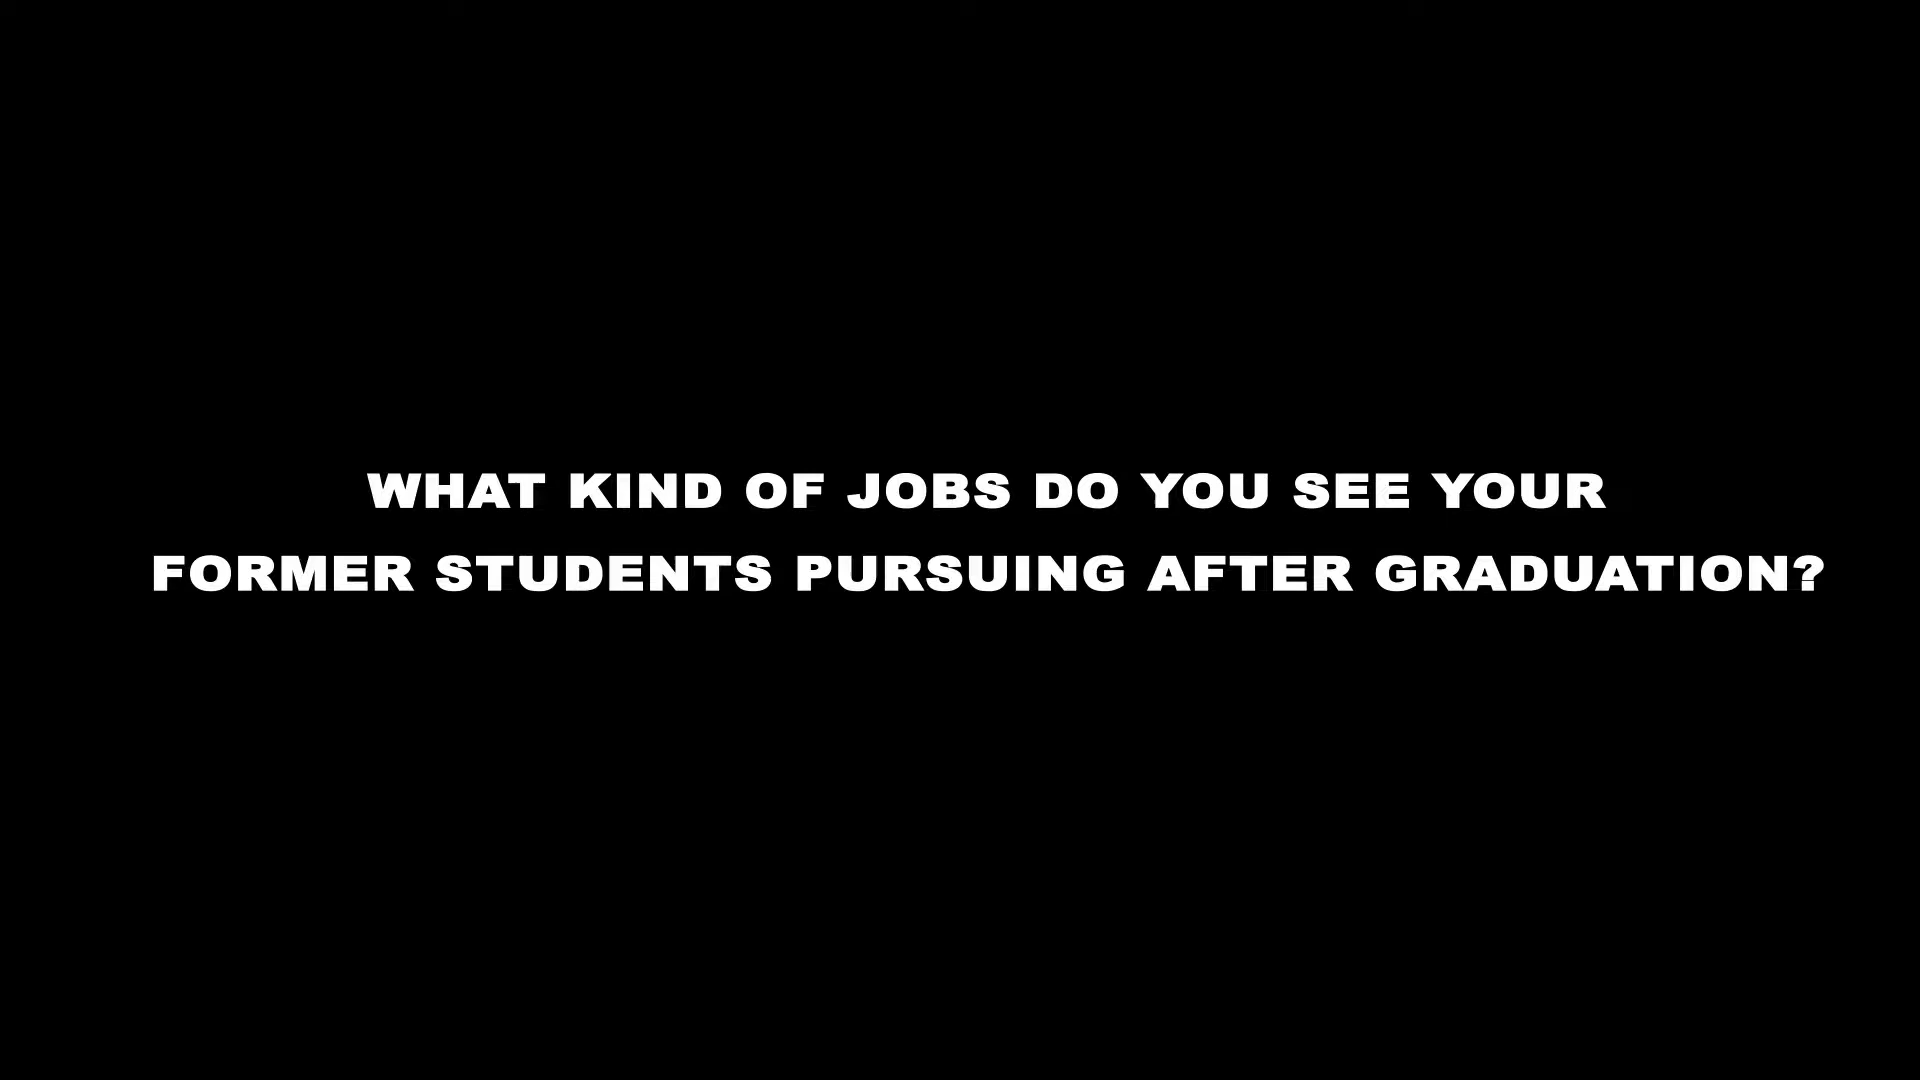 WHAT KIND OF JOBS DO YOU SEE YOUR
FORMER STUDENTS PURSUING AFTER GRADUATION?